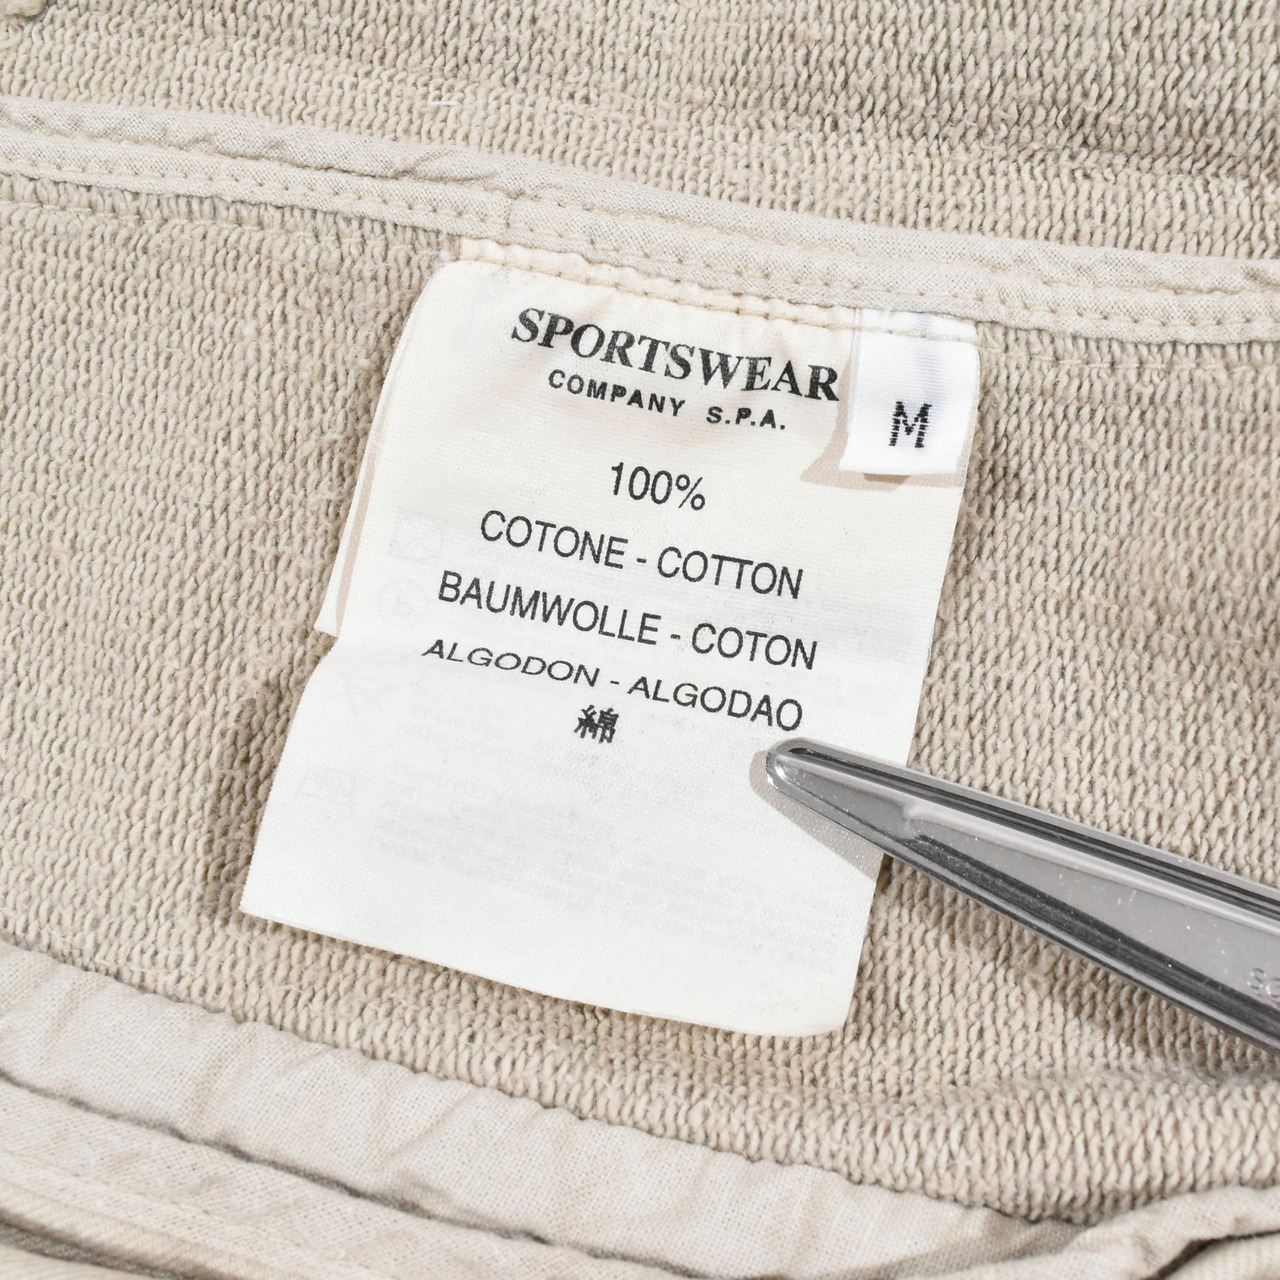 SPORTSWEAR
COMPANY S.P.A.
M
100%
COTONE - COTTON
BAUMWOLLE - COTON
ALGODON - ALGODAO
綿